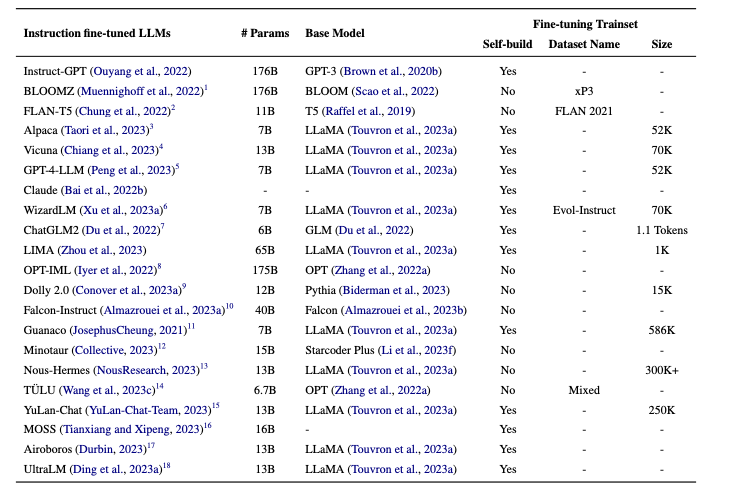 Fine-tuning Trainset
Instruction fine-tuned LLMs # Params Base Model
Self-build Dataset Name Size
Instruct-GPT (Ouyang et al., 2022) 176B GPT-3 (Brown et al., 2020b) Yes - -
BLOOMZ (Muennighoff et al., 2022)1 176B BLOOM (Scao et al., 2022) No xP3 -
FLAN-T5 (Chung et al., 2022)2 11B T5 (Raffel et al., 2019) No FLAN 2021 -
Alpaca (Taori et al., 2023)3 7B LLaMA (Touvron et al., 2023a) Yes - 52K
Vicuna (Chiang et al., 2023)4 13B LLaMA (Touvron et al., 2023a) Yes - 70K
GPT-4-LLM (Peng et al., 2023)5 7B LLaMA (Touvron et al., 2023a) Yes - 52K
Claude (Bai et al., 2022b) - - Yes - -
WizardLM (Xu et al., 2023a)6 7B LLaMA (Touvron et al., 2023a) Yes Evol-Instruct 70K
ChatGLM2 (Du et al., 2022)7 6B GLM (Du et al., 2022) Yes - 1.1 Tokens
LIMA (Zhou et al., 2023) 65B LLaMA (Touvron et al., 2023a) Yes - 1K
OPT-IML (Iyer et al., 2022)8 175B OPT (Zhang et al., 2022a) No - -
Dolly 2.0 (Conover et al., 2023a)9 12B Pythia (Biderman et al., 2023) No - 15K
Falcon-Instruct (Almazrouei et al., 2023a)10 40B Falcon (Almazrouei et al., 2023b) No - -
Guanaco (JosephusCheung, 2021)11 7B LLaMA (Touvron et al., 2023a) Yes - 586K
Minotaur (Collective, 2023)12 15B Starcoder Plus (Li et al., 2023f) No - -
Nous-Hermes (NousResearch, 2023)13 13B LLaMA (Touvron et al., 2023a) No - 300K+
TÜLU (Wang et al., 2023c)14 6.7B OPT (Zhang et al., 2022a) No Mixed -
YuLan-Chat (YuLan-Chat-Team, 2023)15 13B LLaMA (Touvron et al., 2023a) Yes - 250K
MOSS (Tianxiang and Xipeng, 2023)16 16B - Yes - -
Airoboros (Durbin, 2023)17 13B LLaMA (Touvron et al., 2023a) Yes - -
UltraLM (Ding et al., 2023a)18 13B LLaMA (Touvron et al., 2023a) Yes - -